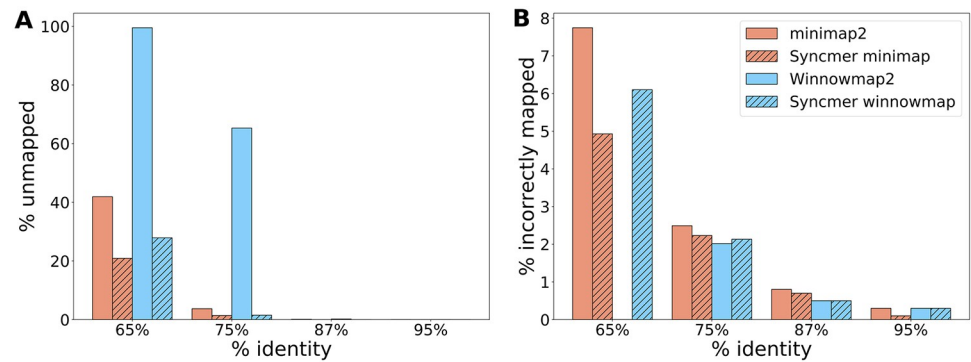 A
% unmapped
100
80
60
40
20
0
65%
75%
87%
95%
% identity
B
% incorrectly mapped
8
7
6
5
4
3
2
1
0
minimap2
Syncmer minimap
Winnowmap2
Syncmer winnowmap
65%
75%
87%
95%
% identity